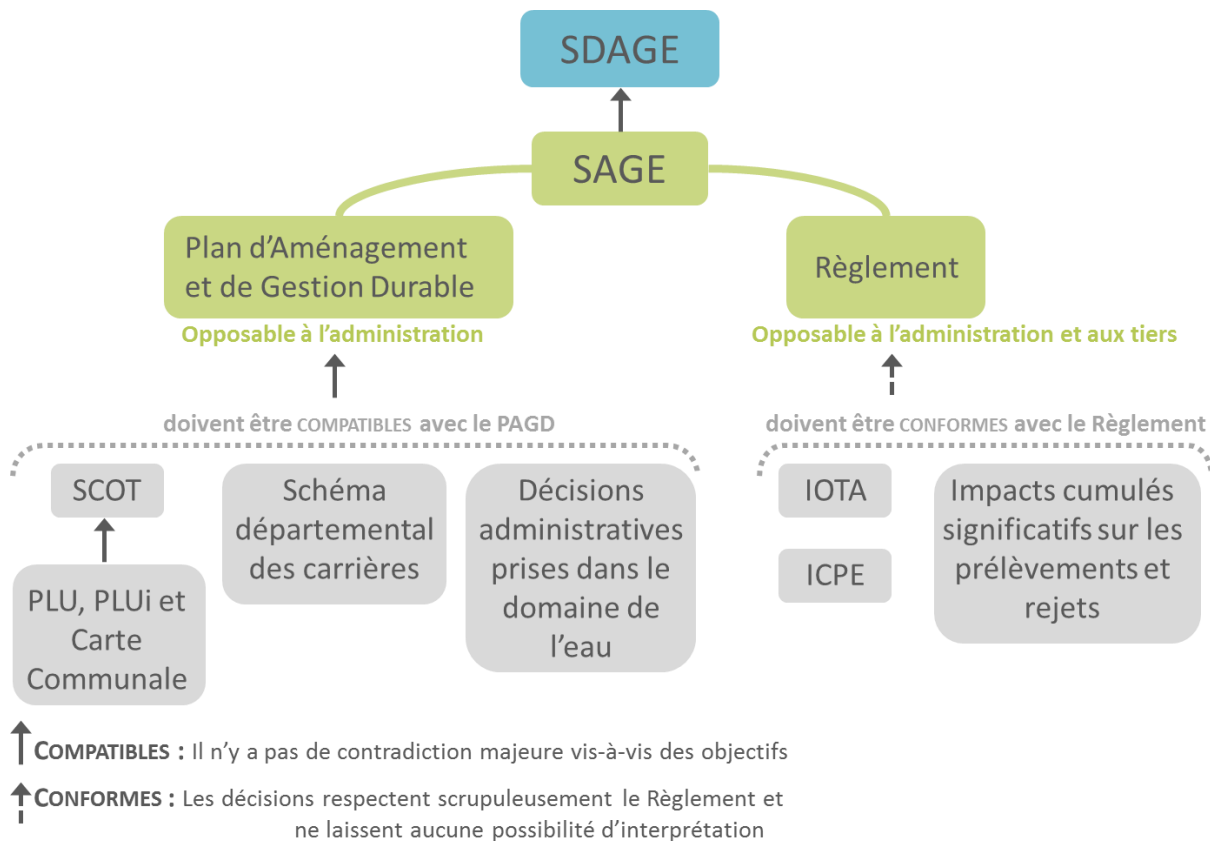 SDAGE
SAGE
Plan d’Aménagement
et de Gestion Durable
Règlement
Opposable à l’administration
Opposable à l’administration et aux tiers
doivent être COMPATIBLES avec le PAGD
doivent être CONFORMES avec le Règlement
SCOT
PLU, PLUi et
Carte
Communale
Schéma
départemental
des carrières
Décisions
administratives
prises dans le
domaine de
l’eau
IOTA
ICPE
Impacts cumulés
significatifs sur les
prélèvements et
rejets
COMPATIBLES : Il n’y a pas de contradiction majeure vis-à-vis des objectifs
CONFORMES : Les décisions respectent scrupuleusement le Règlement et
ne laissent aucune possibilité d’interprétation